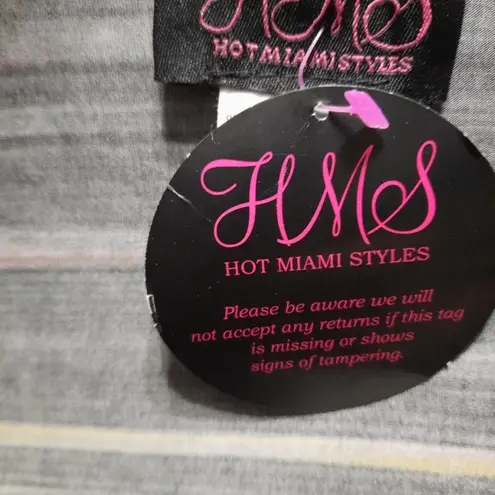 HMS
HOT MIAMI STYLES
HMS
HOT MIAMI STYLES
Please be aware we will
not accept any returns if this tag
is missing or shows
signs of tampering.